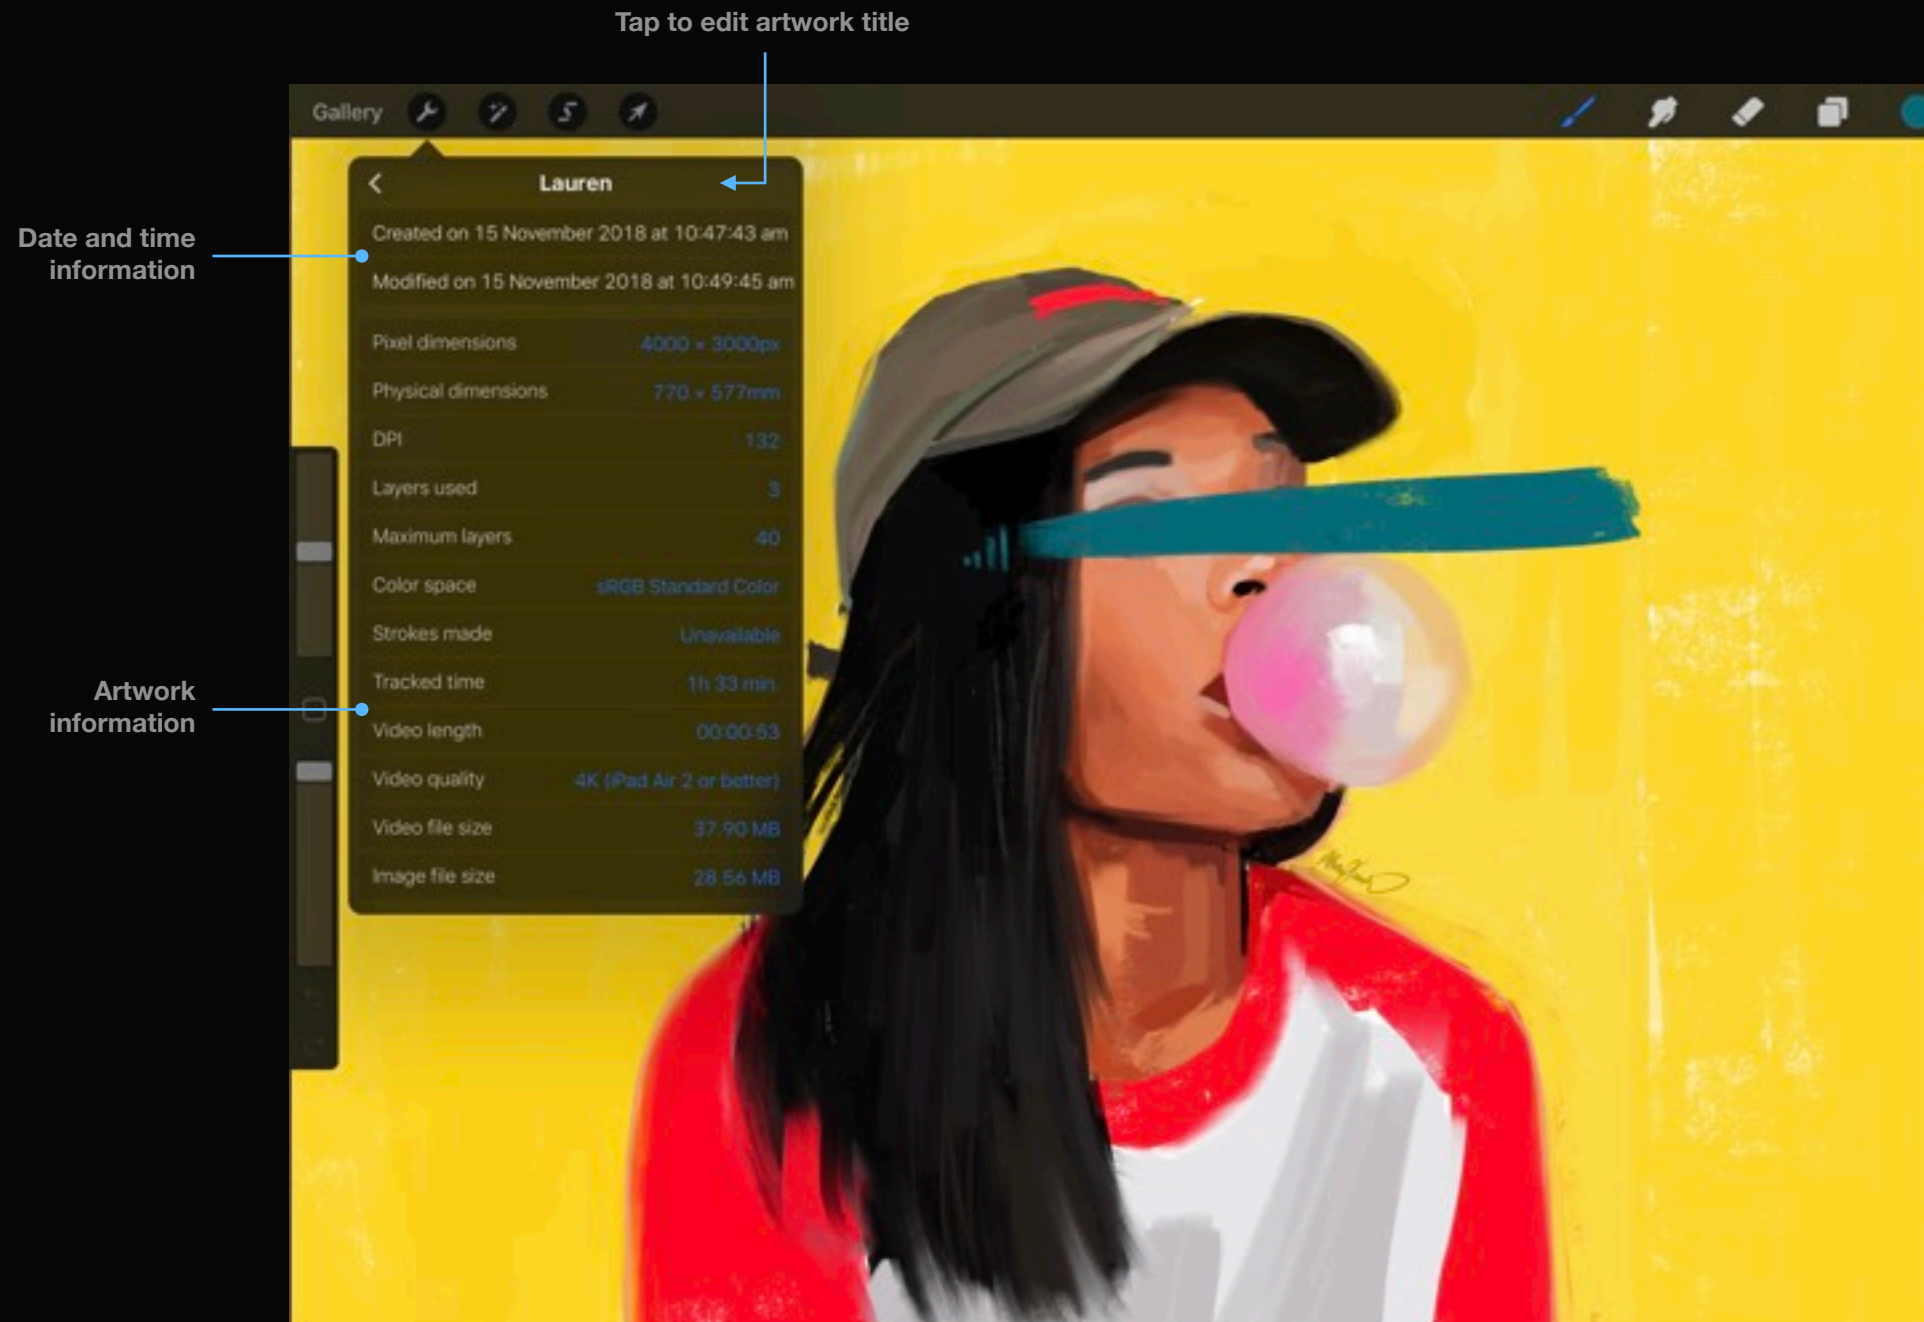 Tap to edit artwork title
Gallery
Lauren
Date and time
information
Created on 15 November 2018 at 10:47:43 am
Modified on 15 November 2018 at 10:49:45 am
Pixel dimensions 4000 × 3000px
Physical dimensions 770 × 577mm
DPI 132
Layers used 3
Maximum layers 40
Color space sRGB Standard Color
Strokes made Unavailable
Artwork
information
Tracked time 1h 33 min.
Video length 00:00:53
Video quality 4K (iPad Air 2 or better)
Video file size 37.90 MB
Image file size 28.56 MB